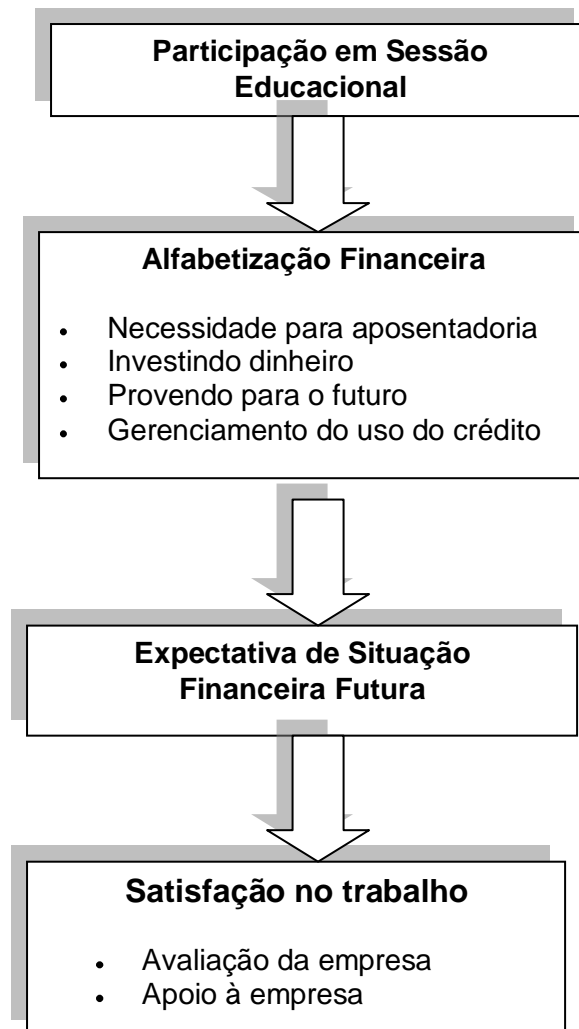 Participação em Sessão
Educacional
Alfabetização Financeira
• Necessidade para aposentadoria
• Investindo dinheiro
• Provendo para o futuro
• Gerenciamento do uso do crédito
Expectativa de Situação
Financeira Futura
Satisfação no trabalho
• Avaliação da empresa
• Apoio à empresa